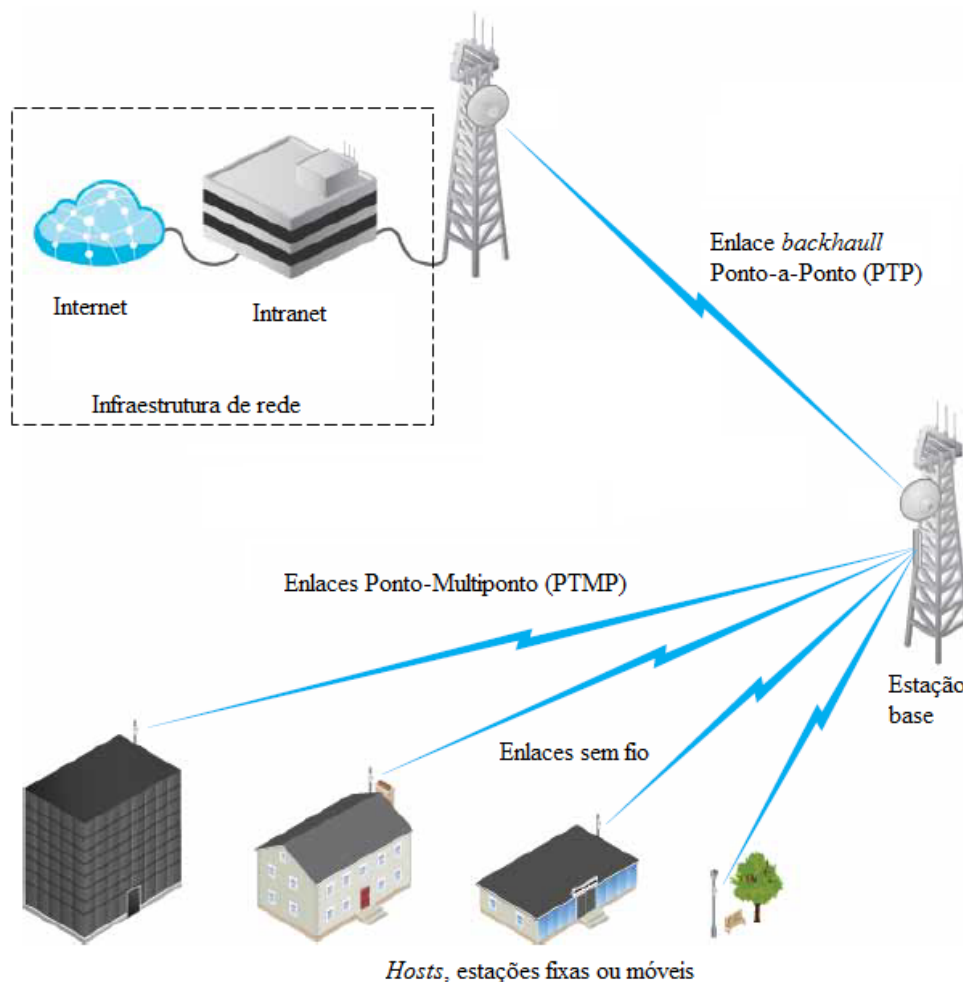 Enlace backhaull
Ponto-a-Ponto (PTP)
Internet
Intranet
Infraestrutura de rede
Enlaces Ponto-Multiponto (PTMP)
Estação
base
Enlaces sem fio
Hosts, estações fixas ou móveis